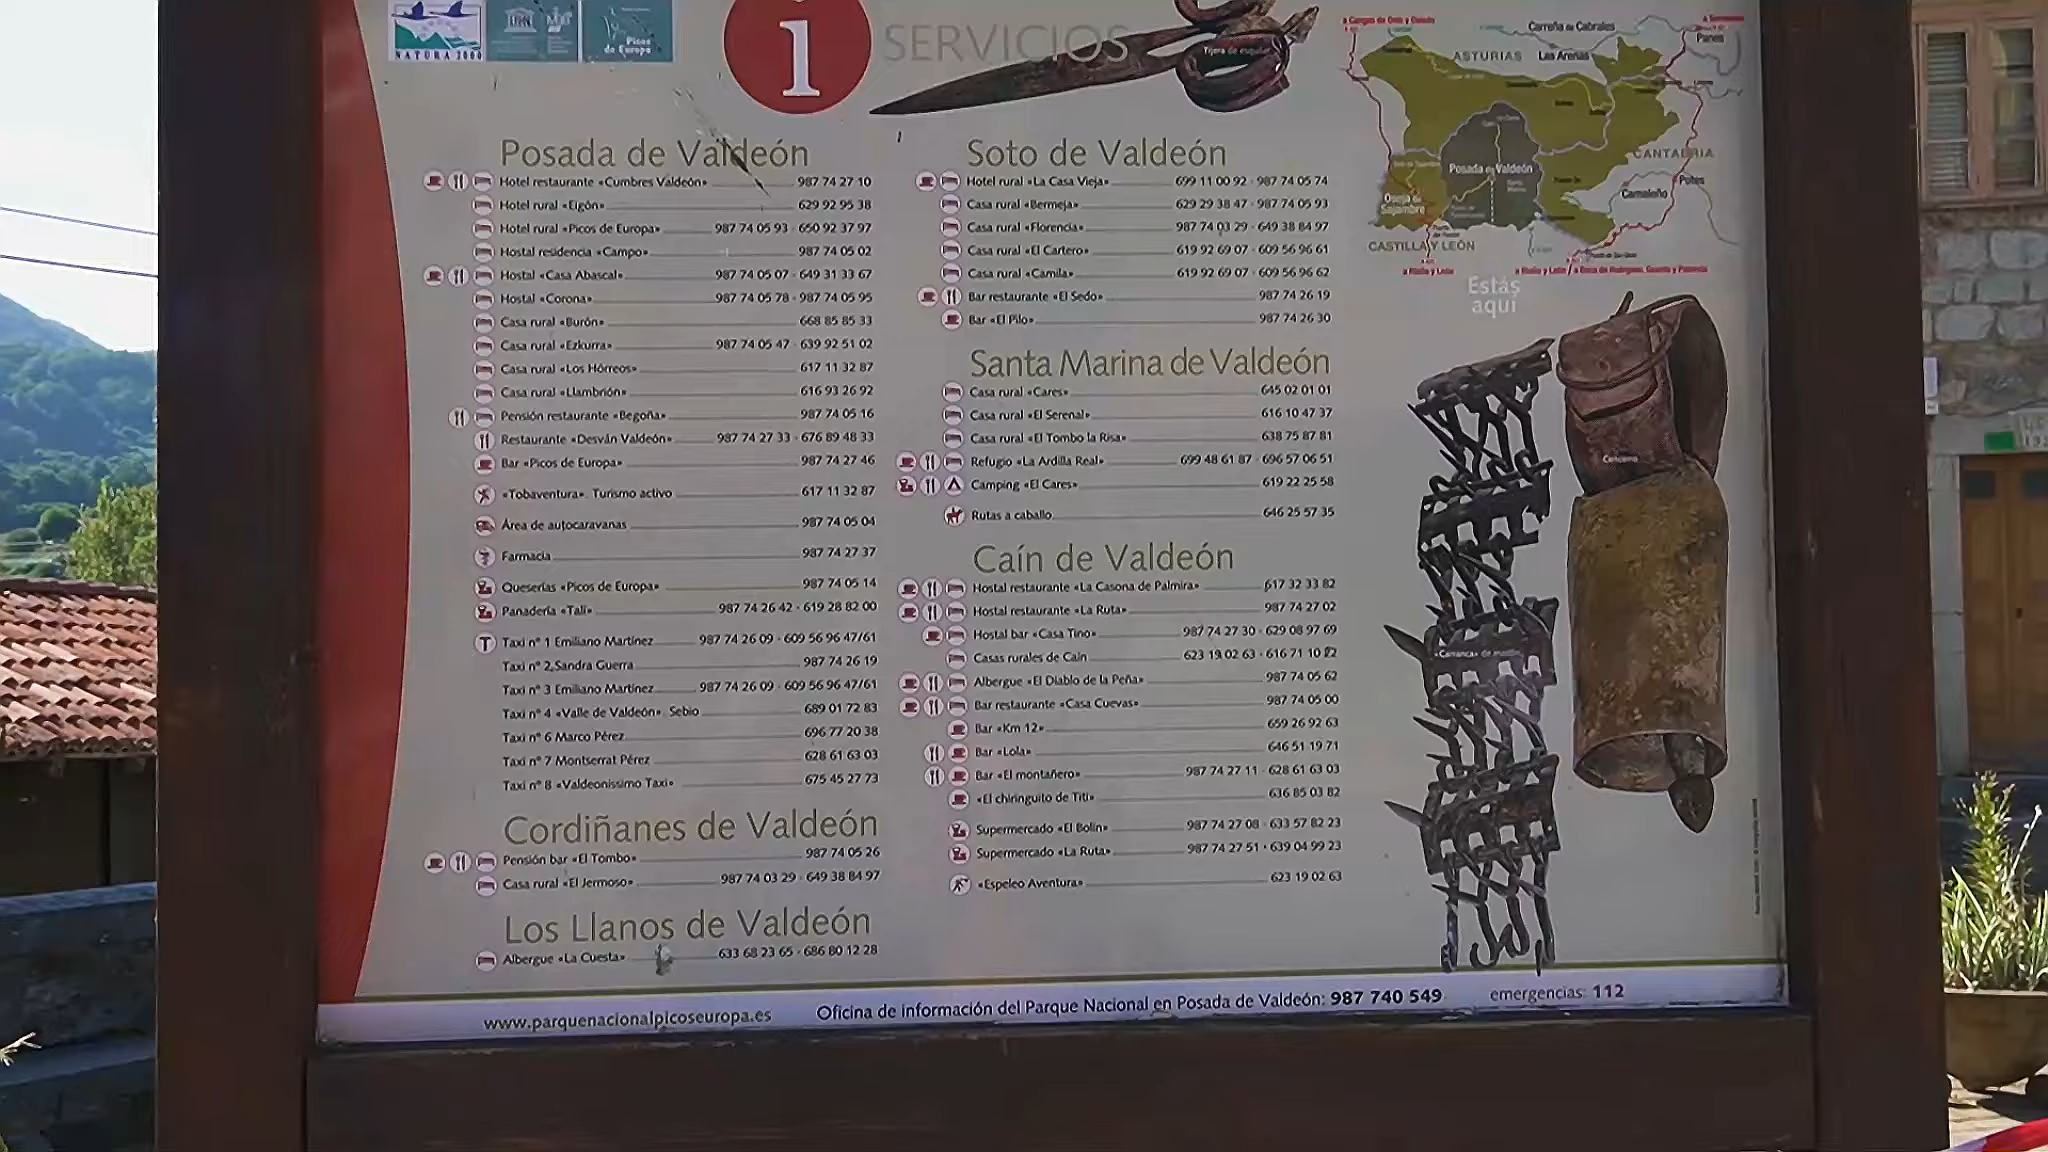 NATURA 2000
Picos
de Europa
i
SERVICIOS
Posada de Valdeón
Hotel restaurante «Cumbres Valdeón» 987 74 27 10
Hotel rural «Eigón» 629 92 95 38
Hotel rural «Picos de Europa» 987 74 05 93 - 650 92 37 97
Hostal residencia «Campo» 987 74 05 02
Hostal «Casa Abascal» 987 74 05 07 - 649 31 33 67
Hostal «Corona» 987 74 05 78 - 987 74 05 95
Casa rural «Burón» 668 85 85 33
Casa rural «Ezkurra» 987 74 05 47 - 639 92 51 02
Casa rural «Los Hórreos» 617 11 32 87
Casa rural «Llambrión» 616 93 26 92
Pensión restaurante «Begoña» 987 74 05 16
Restaurante «Desván Valdeón» 987 74 27 33 - 676 89 48 33
Bar «Picos de Europa» 987 74 27 46
«Tobaventura». Turismo activo 617 11 32 87
Área de autocaravanas 987 74 05 04
Farmacia 987 74 27 37
Queserías «Picos de Europa» 987 74 05 14
Panadería «Tali» 987 74 26 42 - 619 28 82 00
T Taxi nº 1 Emiliano Martínez 987 74 26 09 - 609 56 96 47/61
Taxi nº 2, Sandra Guerra 987 74 26 19
Taxi nº 3 Emiliano Martínez 987 74 26 09 - 609 56 96 47/61
Taxi nº 4 «Valle de Valdeón». Sebio 689 01 72 83
Taxi nº 6 Marco Pérez 696 77 20 38
Taxi nº 7 Montserrat Pérez 628 61 63 03
Taxi nº 8 «Valdeonissimo Taxi» 675 45 27 73
Cordiñanes de Valdeón
Pensión bar «El Tombo» 987 74 05 26
Casa rural «El Jermoso» 987 74 03 29 - 649 38 84 97
Los Llanos de Valdeón
Albergue «La Cuesta» 633 68 23 65 - 686 80 12 28
Soto de Valdeón
Hotel rural «La Casa Vieja» 699 11 00 92 - 987 74 05 74
Casa rural «Bermeja» 629 29 38 47 - 987 74 05 93
Casa rural «Florencia» 987 74 03 29 - 649 38 84 97
Casa rural «El Cartero» 619 92 69 07 - 609 56 96 61
Casa rural «Camila» 619 92 69 07 - 609 56 96 62
Bar restaurante «El Sedo» 987 74 26 19
Bar «El Pilo» 987 74 26 30
Santa Marina de Valdeón
Casa rural «Cares» 645 02 01 01
Casa rural «El Serenal» 616 10 47 37
Casa rural «El Tombo la Risa» 638 75 87 81
Refugio «La Ardilla Real» 699 48 61 87 - 696 57 06 51
Camping «El Cares» 619 22 25 58
Rutas a caballo 646 25 57 35
Caín de Valdeón
Hostal restaurante «La Casona de Palmira» 617 32 33 82
Hostal restaurante «La Ruta» 987 74 27 02
Hostal bar «Casa Tino» 987 74 27 30 - 629 08 97 69
Casas rurales de Caín 623 19 02 63 - 616 71 10 22
Albergue «El Diablo de la Peña» 987 74 05 62
Bar restaurante «Casa Cuevas» 987 74 05 00
Bar «Km 12» 659 26 92 63
Bar «Lola» 646 51 19 71
Bar «El montañero» 987 74 27 11 - 628 61 63 03
«El chiringuito de Titi» 636 85 03 82
Supermercado «El Bolin» 987 74 27 08 - 633 57 82 23
Supermercado «La Ruta» 987 74 27 51 - 639 04 99 23
«Espeleo Aventura» 623 19 02 63
Carreña de Cabrales
Panes
ASTURIAS
Las Arenas
CANTABRIA
Posada de Valdeón
Potes
Camaleño
Oseja de
Sajambre
CASTILLA Y LEÓN
Estás
aquí
Cencerro
www.parquenacionalpicoseuropa.es
Oficina de información del Parque Nacional en Posada de Valdeón: 987 740 549
emergencias: 112